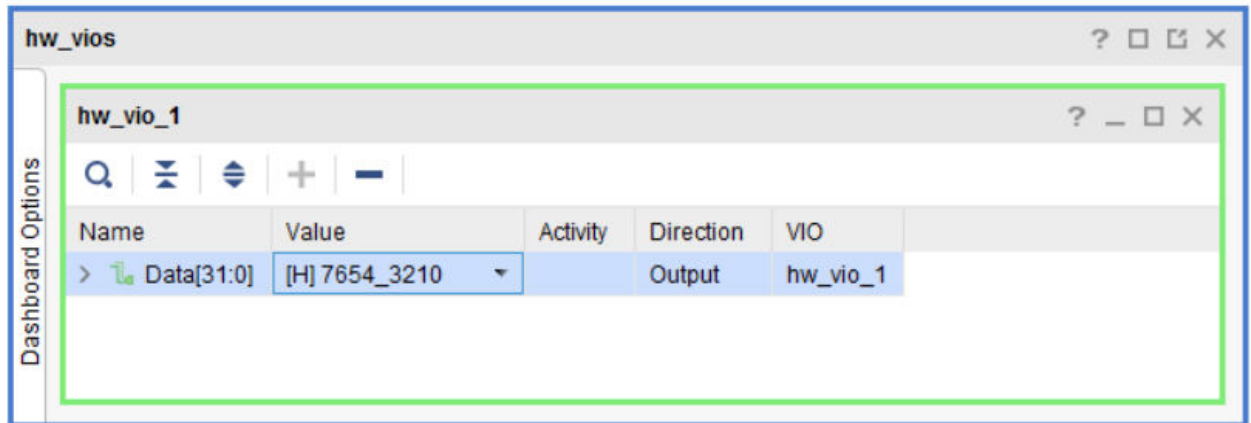 hw_vios
hw_vio_1
Dashboard Options
Name Value Activity Direction VIO
Data[31:0] [H] 7654_3210 Output hw_vio_1